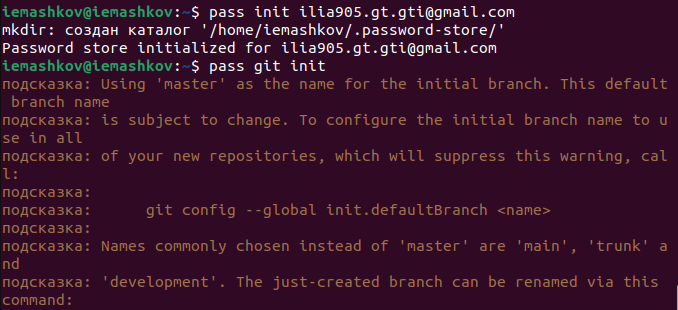 iemashkov@iemashkov:~$ pass init ilia905.gt.gti@gmail.com
mkdir: создан каталог '/home/iemashkov/.password-store/'
Password store initialized for ilia905.gt.gti@gmail.com
iemashkov@iemashkov:~$ pass git init
подсказка: Using 'master' as the name for the initial branch. This default
 branch name
подсказка: is subject to change. To configure the initial branch name to u
se in all
подсказка: of your new repositories, which will suppress this warning, cal
l:
подсказка:
подсказка:      git config --global init.defaultBranch <name>
подсказка:
подсказка: Names commonly chosen instead of 'master' are 'main', 'trunk' a
nd
подсказка: 'development'. The just-created branch can be renamed via this
command: